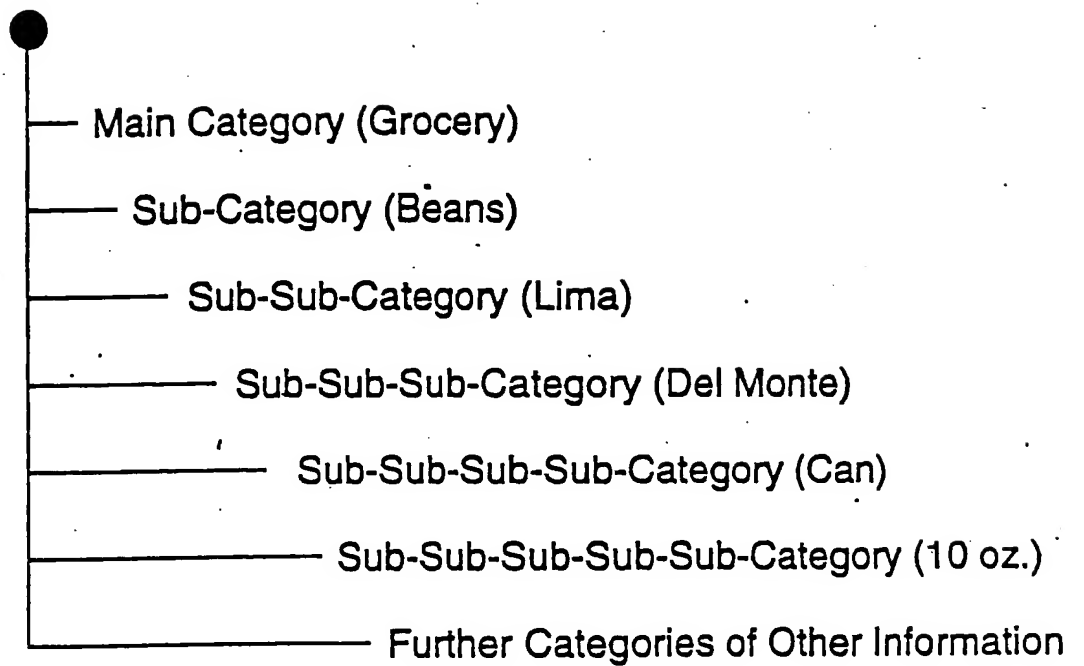 Main Category (Grocery)
Sub-Category (Beans)
Sub-Sub-Category (Lima)
Sub-Sub-Sub-Category (Del Monte)
Sub-Sub-Sub-Sub-Category (Can)
Sub-Sub-Sub-Sub-Sub-Category (10 oz.)
Further Categories of Other Information